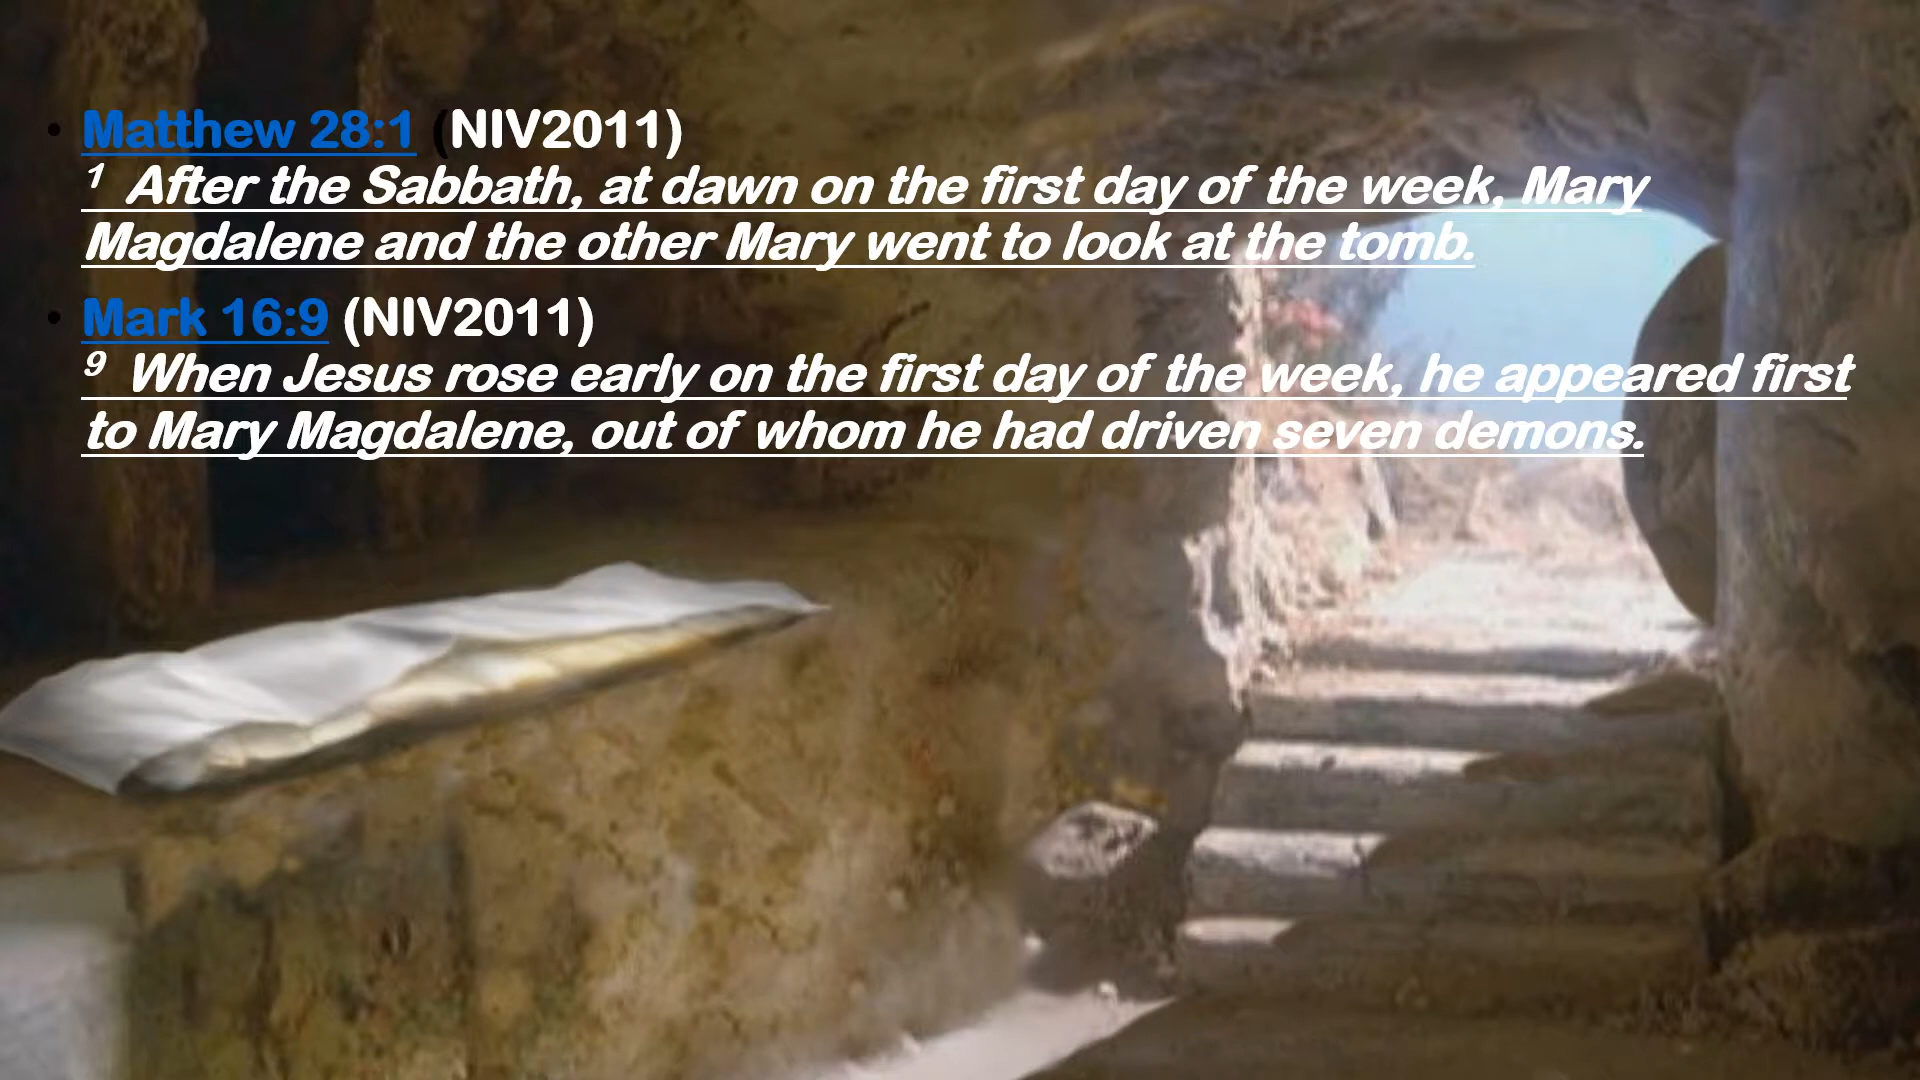 • Matthew 28:1 (NIV2011)
1 After the Sabbath, at dawn on the first day of the week, Mary
Magdalene and the other Mary went to look at the tomb.
• Mark 16:9 (NIV2011)
9 When Jesus rose early on the first day of the week, he appeared first
to Mary Magdalene, out of whom he had driven seven demons.